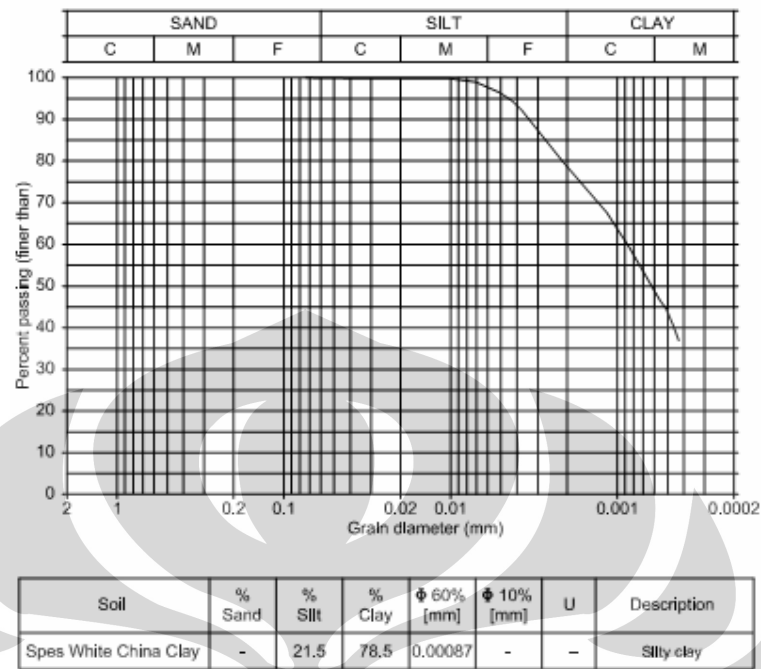 SAND SILT CLAY
C M F C M F C M
100
90
80
70
60
50
40
30
20
10
0
Percent passing (finer than)
2 1 0.2 0.1 0.02 0.01 0.001 0.0002
Grain diameter (mm)
Soil % Sand % Silt % Clay Φ 60% [mm] Φ 10% [mm] U Description
Spes White China Clay - 21.5 78.5 0.00087 - – Silty clay